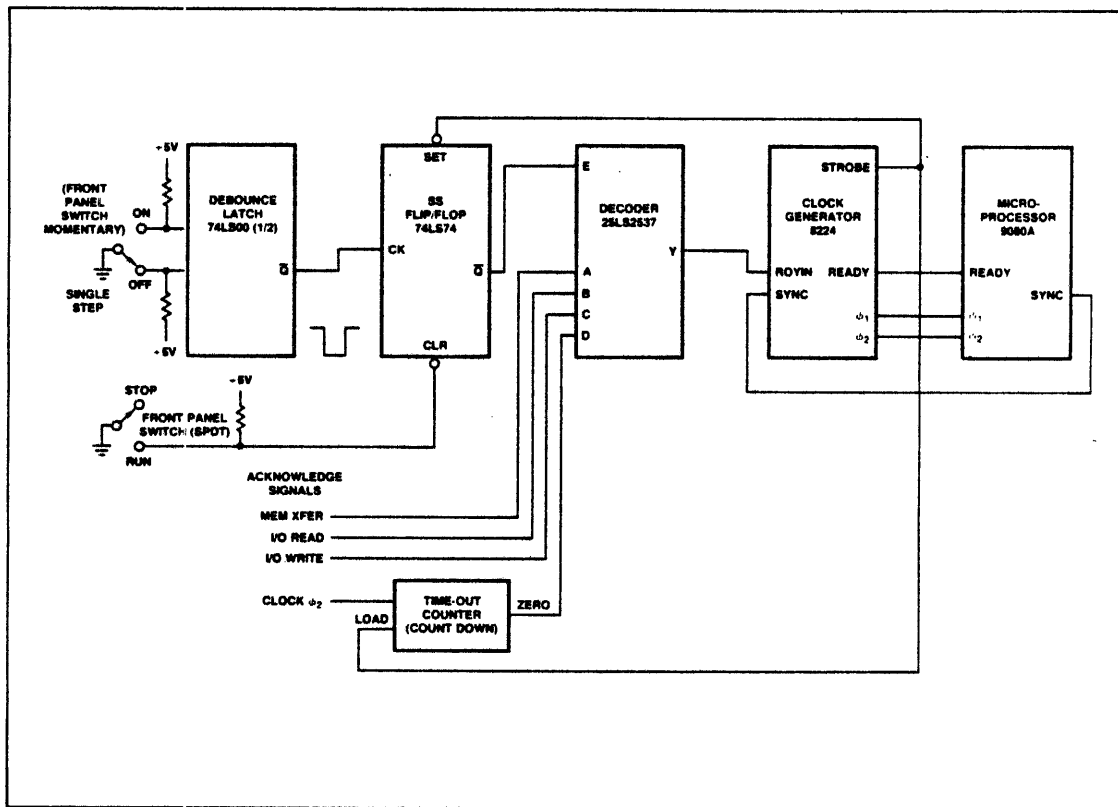 +5V
(FRONT
PANEL
SWITCH
MOMENTARY)
ON
OFF
SINGLE
STEP
+5V
DEBOUNCE
LATCH
74LS00 (1/2)
Q̅
SET
SS
FLIP/FLOP
74LS74
CK
Q̅
CLR
E
DECODER
25LS2537
Y
A
B
C
D
STROBE
CLOCK
GENERATOR
8224
RDYIN
READY
SYNC
φ1
φ2
MICRO-
PROCESSOR
9080A
READY
SYNC
φ1
φ2
+5V
STOP
FRONT PANEL
SWITCH (SPDT)
RUN
ACKNOWLEDGE
SIGNALS
MEM XFER
I/O READ
I/O WRITE
CLOCK φ2
LOAD
TIME-OUT
COUNTER
(COUNT DOWN)
ZERO